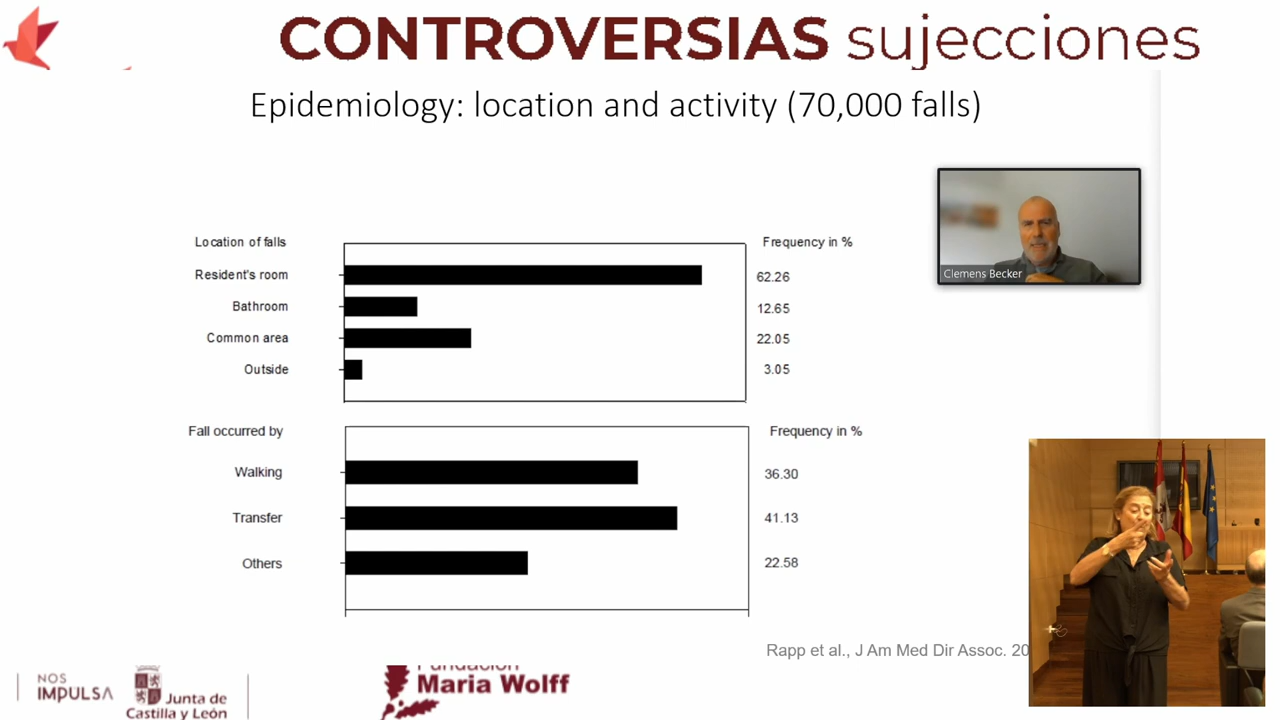 CONTROVERSIAS sujecciones
Epidemiology: location and activity (70,000 falls)
Location of falls
Frequency in %
Resident's room
62.26
Bathroom
12.65
Common area
22.05
Outside
3.05
Clemens Becker
Fall occurred by
Frequency in %
Walking
36.30
Transfer
41.13
Others
22.58
Rapp et al., J Am Med Dir Assoc. 20
NOS
IMPULSA
Junta de
Castilla y León
Fundación
Maria Wolff